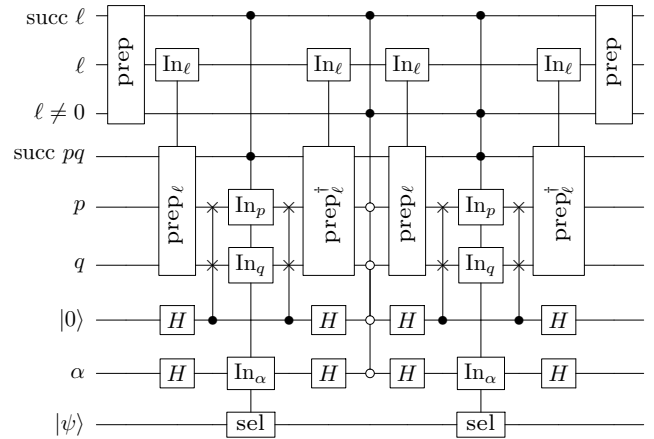 succ ℓ
prep
prep
ℓ
In_ℓ
In_ℓ
In_ℓ
In_ℓ
ℓ ≠ 0
succ pq
prep_ℓ
prep_ℓ^†
prep_ℓ
prep_ℓ^†
p
In_p
In_p
q
In_q
In_q
|0⟩
H
H
H
H
α
H
In_α
H
H
In_α
H
|ψ⟩
sel
sel